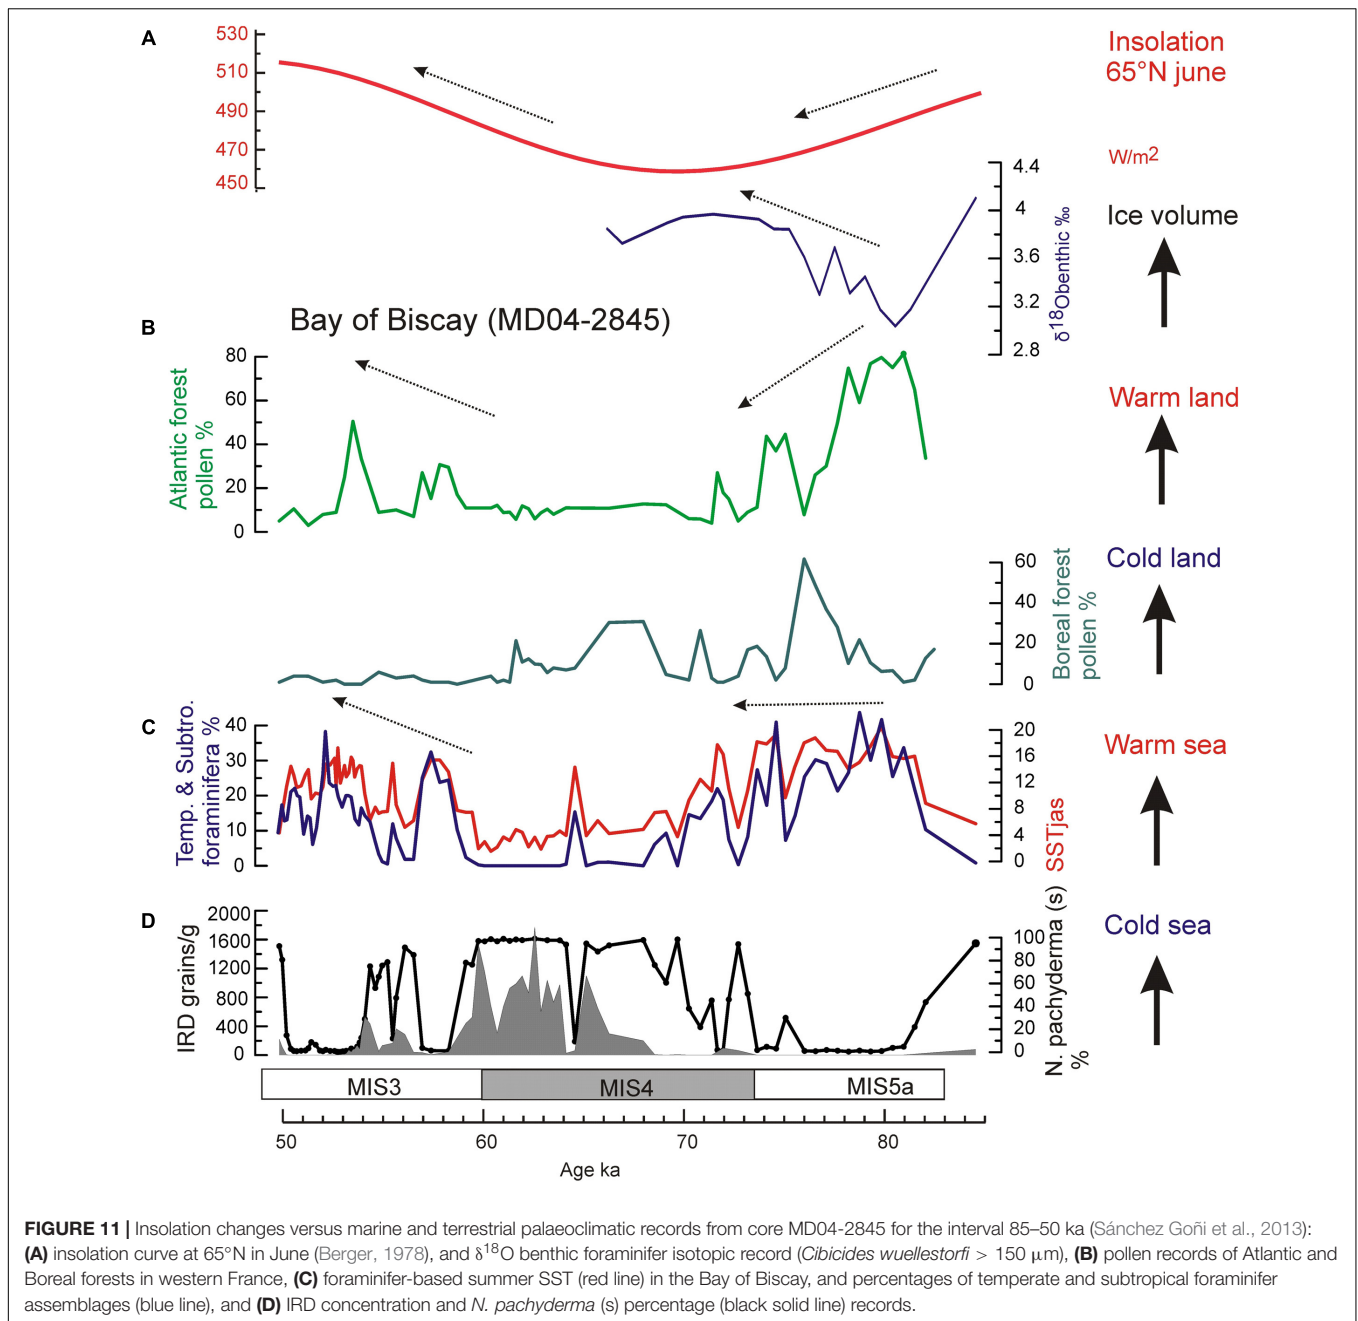 A
530
510
490
470
450
Insolation
65°N june
W/m2
4.4
4
3.6
3.2
2.8
δ18Obenthic ‰
Ice volume
Bay of Biscay (MD04-2845)
B
80
60
40
20
0
Atlantic forest
pollen %
Warm land
60
40
20
0
Boreal forest
pollen %
Cold land
C
40
30
20
10
0
Temp. & Subtro.
foraminifera %
20
16
12
8
4
0
SSTjas
Warm sea
D
2000
1600
1200
800
400
0
IRD grains/g
100
80
60
40
20
0
N. pachyderma (s)
%
Cold sea
MIS3
MIS4
MIS5a
50
60
70
80
Age ka
FIGURE 11 | Insolation changes versus marine and terrestrial palaeoclimatic records from core MD04-2845 for the interval 85–50 ka (Sánchez Goñi et al., 2013):
(A) insolation curve at 65°N in June (Berger, 1978), and δ18O benthic foraminifer isotopic record (Cibicides wuellestorfi > 150 μm), (B) pollen records of Atlantic and
Boreal forests in western France, (C) foraminifer-based summer SST (red line) in the Bay of Biscay, and percentages of temperate and subtropical foraminifer
assemblages (blue line), and (D) IRD concentration and N. pachyderma (s) percentage (black solid line) records.